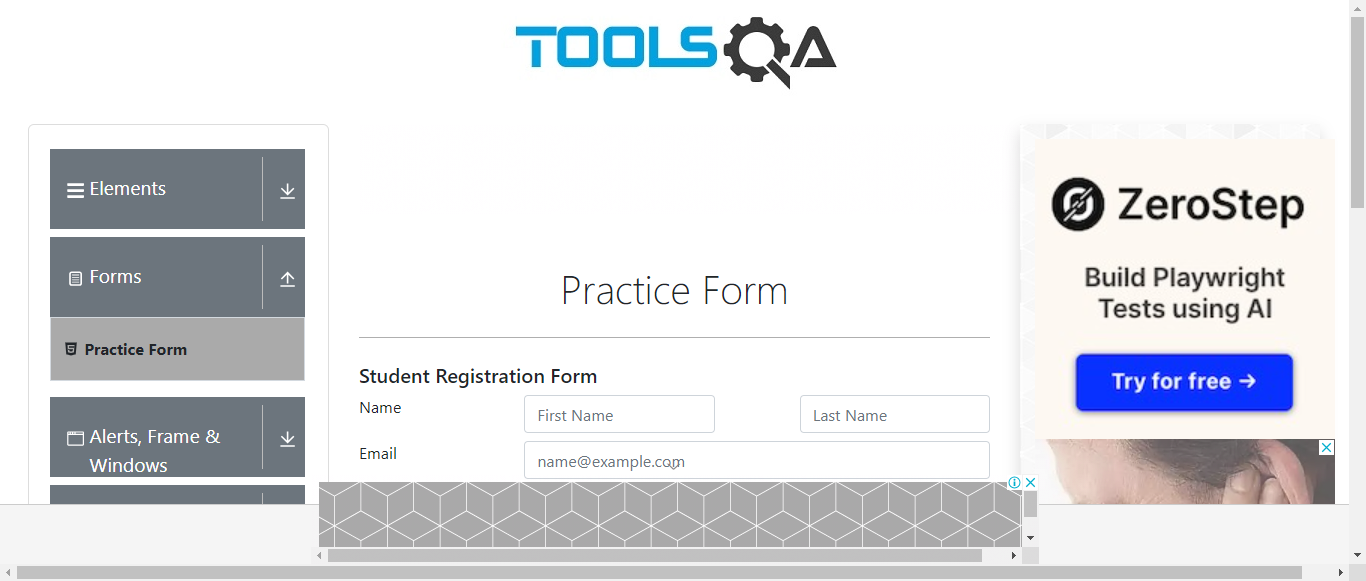 TOOLSQA
Elements
Forms
Practice Form
Alerts, Frame &
Windows
Practice Form
Student Registration Form
Name
First Name
Last Name
Email
name@example.com
ZeroStep
Build Playwright
Tests using AI
Try for free →